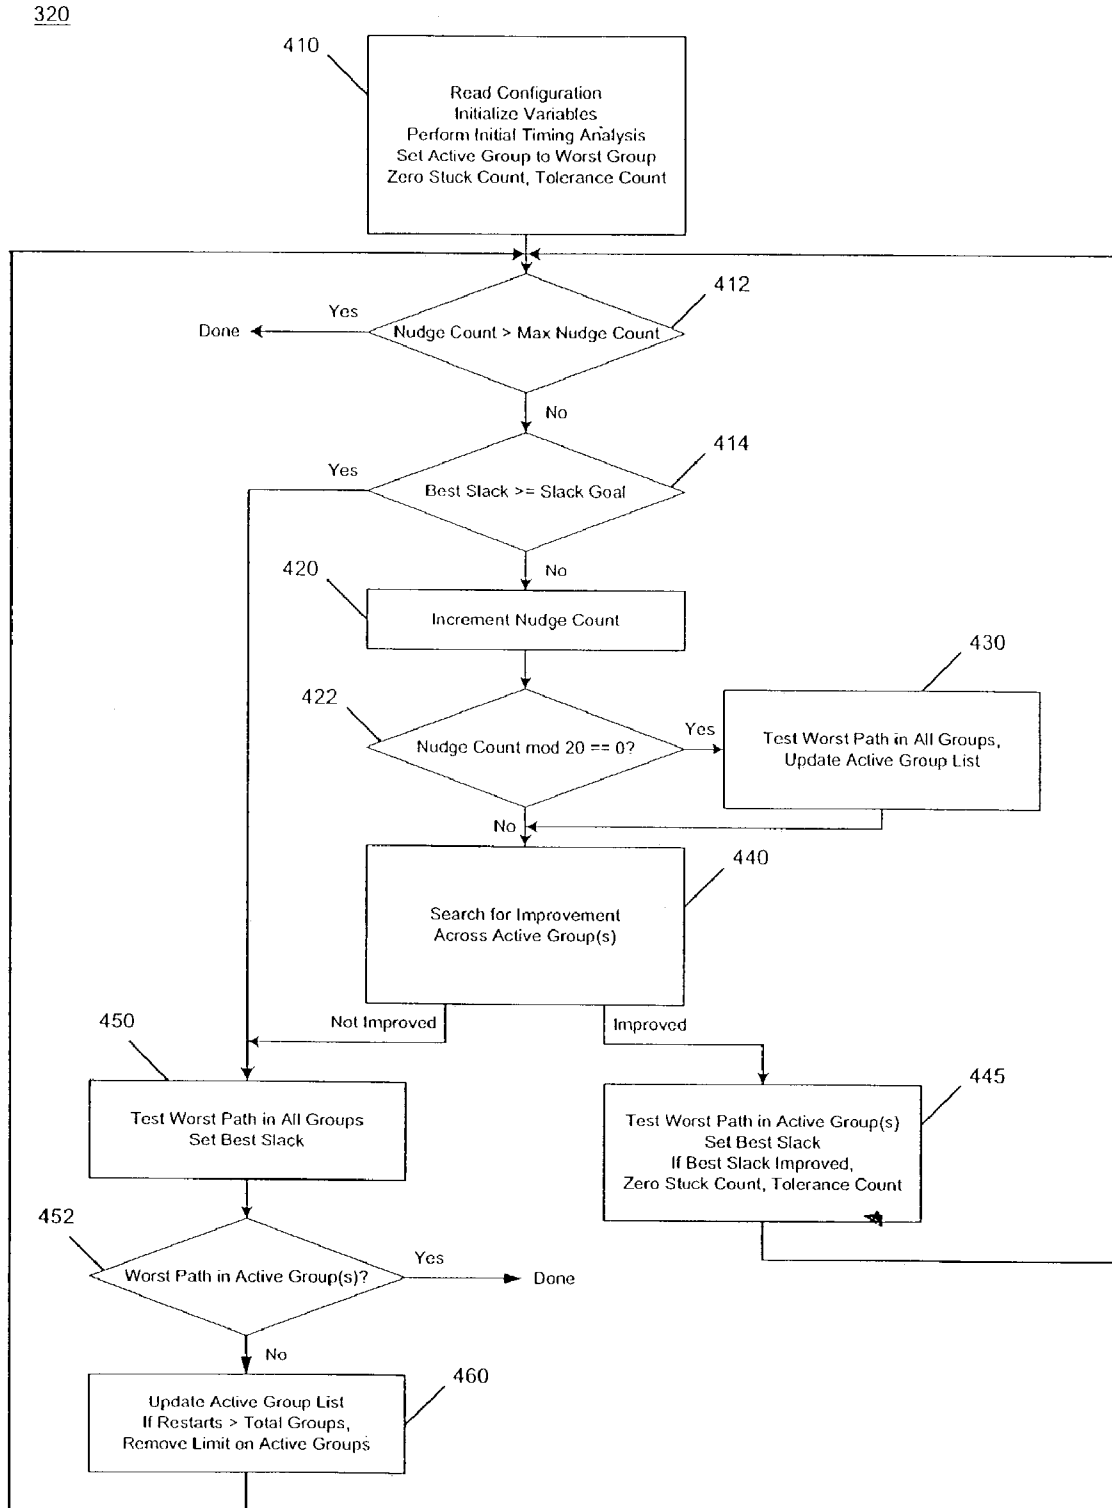 320
410
Read Configuration
Initialize Variables
Perform Initial Timing Analysis
Set Active Group to Worst Group
Zero Stuck Count, Tolerance Count
412
Yes
Done
Nudge Count > Max Nudge Count
No
414
Yes
Best Slack >= Slack Goal
No
420
Increment Nudge Count
430
422
Nudge Count mod 20 == 0?
Yes
Test Worst Path in All Groups,
Update Active Group List
No
440
Search for Improvement
Across Active Group(s)
Not Improved
Improved
450
445
Test Worst Path in All Groups
Set Best Slack
Test Worst Path in Active Group(s)
Set Best Slack
If Best Slack Improved,
Zero Stuck Count, Tolerance Count
452
Worst Path in Active Group(s)?
Yes
Done
No
460
Update Active Group List
If Restarts > Total Groups,
Remove Limit on Active Groups